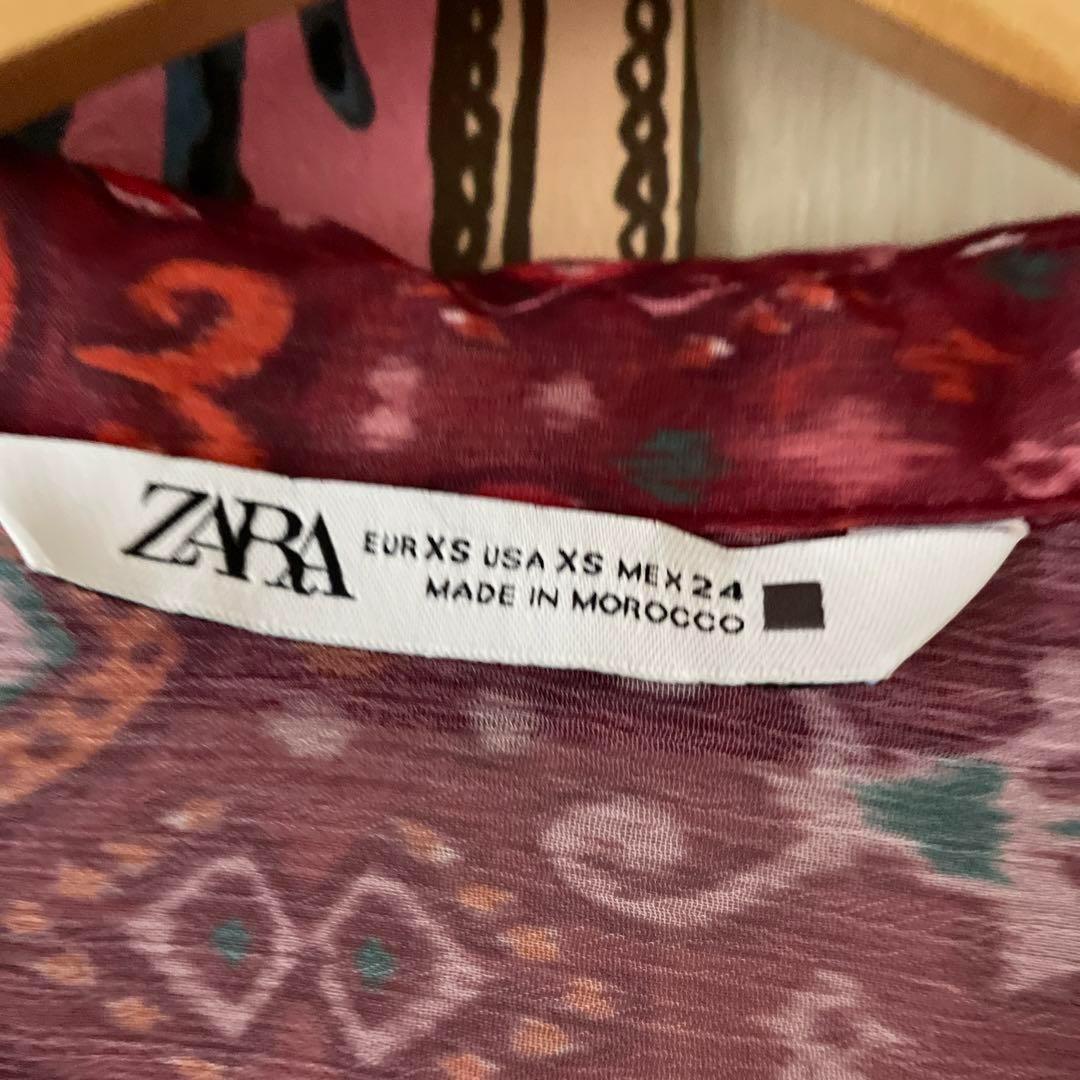 ZARA
EUR XS USA XS MEX 24
MADE IN MOROCCO